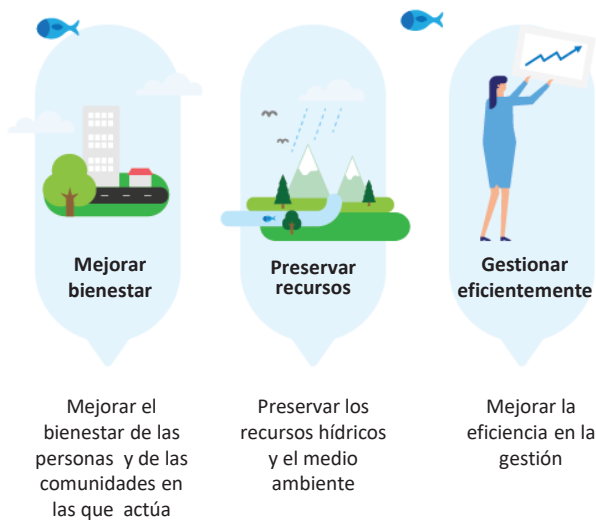 Mejorar
bienestar
Preservar
recursos
Gestionar
eficientemente
Mejorar el
bienestar de las
personas y de las
comunidades en
las que actúa
Preservar los
recursos hídricos
y el medio
ambiente
Mejorar la
eficiencia en la
gestión